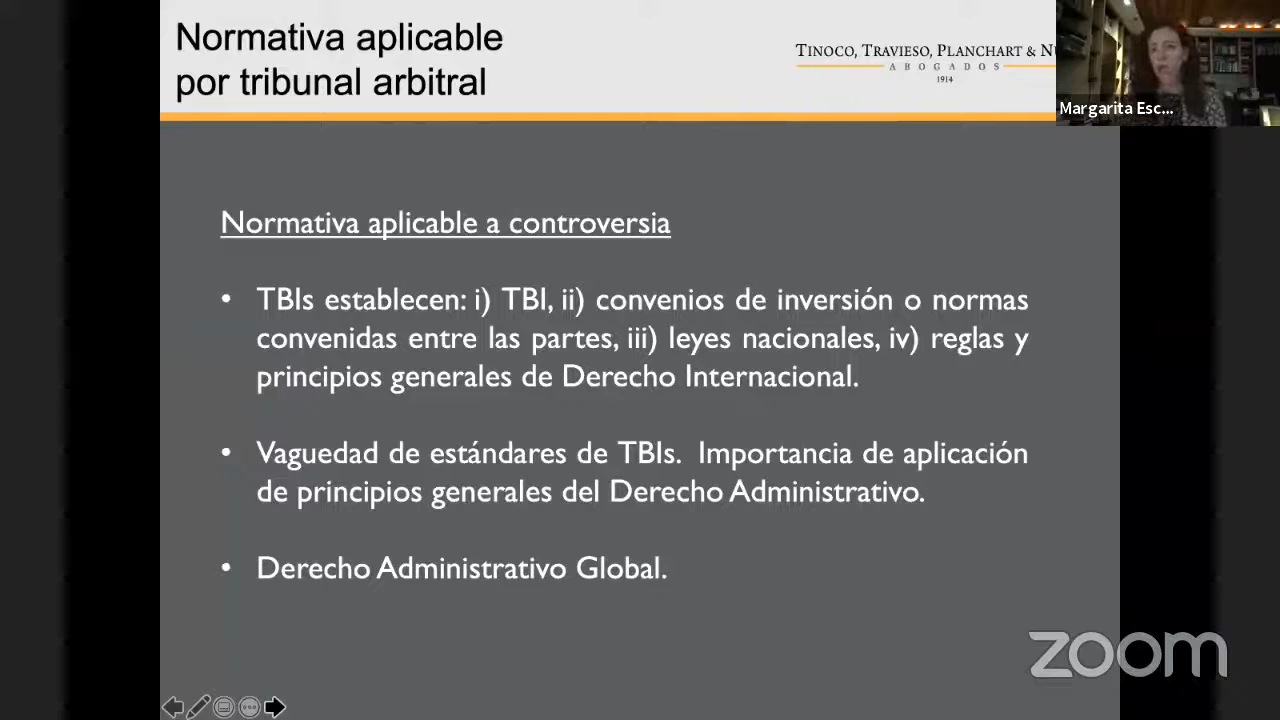 Normativa aplicable
por tribunal arbitral
TINOCO, TRAVIESO, PLANCHART & N
ABOGADOS
1914
Margarita Esc...
Normativa aplicable a controversia
• TBIs establecen: i) TBI, ii) convenios de inversión o normas
convenidas entre las partes, iii) leyes nacionales, iv) reglas y
principios generales de Derecho Internacional.
• Vaguedad de estándares de TBIs. Importancia de aplicación
de principios generales del Derecho Administrativo.
• Derecho Administrativo Global.
zoom